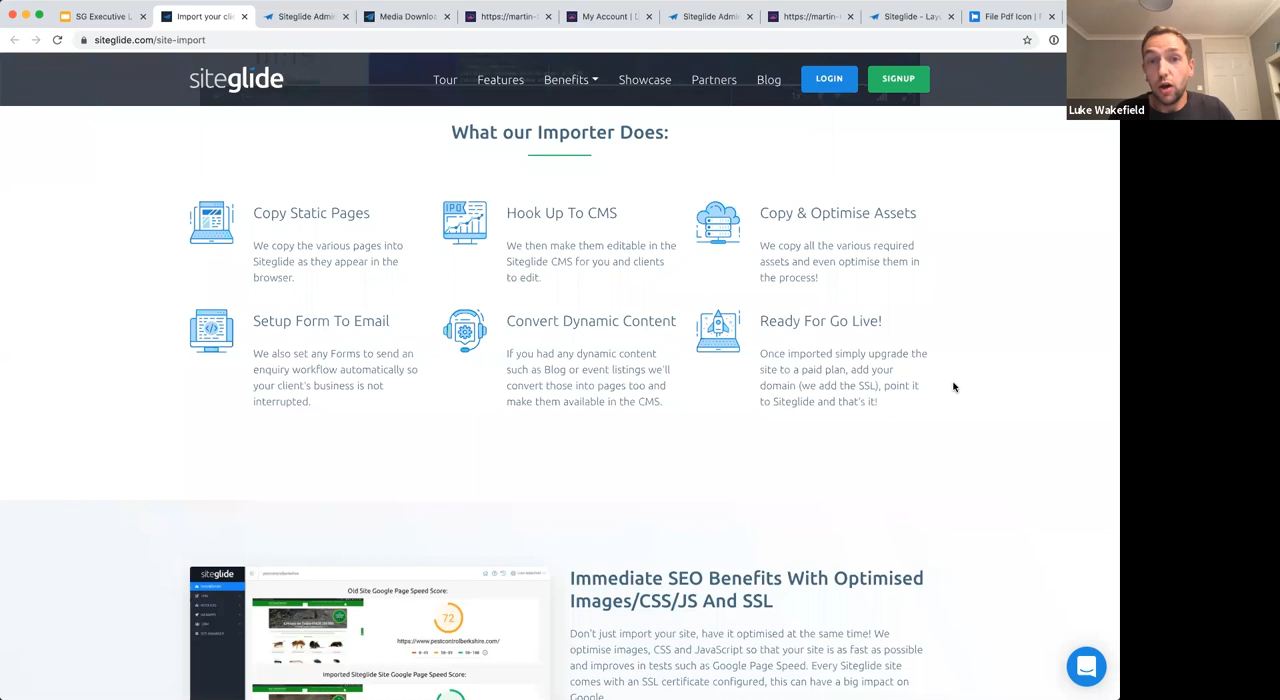 SG Executive L
Import your clie
Siteglide Admi
Media Downloa
https://martin-
My Account | D
Siteglide Admi
https://martin-
Siteglide - Layo
File Pdf Icon | F
siteglide.com/site-import
Luke Wakefield
siteglide
Tour
Features
Benefits
Showcase
Partners
Blog
LOGIN
SIGNUP
What our Importer Does:
Copy Static Pages
We copy the various pages into
Siteglide as they appear in the
browser.
Hook Up To CMS
We then make them editable in the
Siteglide CMS for you and clients
to edit.
Copy & Optimise Assets
We copy all the various required
assets and even optimise them in
the process!
Setup Form To Email
We also set any Forms to send an
enquiry workflow automatically so
your client's business is not
interrupted.
Convert Dynamic Content
If you had any dynamic content
such as Blog or event listings we'll
convert those into pages too and
make them available in the CMS.
Ready For Go Live!
Once imported simply upgrade the
site to a paid plan, add your
domain (we add the SSL), point it
to Siteglide and that's it!
siteglide
pestcontrolberkshire
Old Site Google Page Speed Score:
72
https://www.pestcontrolberkshire.com/
Imported Siteglide Site Google Page Speed Score:
Immediate SEO Benefits With Optimised
Images/CSS/JS And SSL
Don't just import your site, have it optimised at the same time! We
optimise images, CSS and JavaScript so that your site is as fast as possible
and improves in tests such as Google Page Speed. Every Siteglide site
comes with an SSL certificate configured, this can have a big impact on
Google